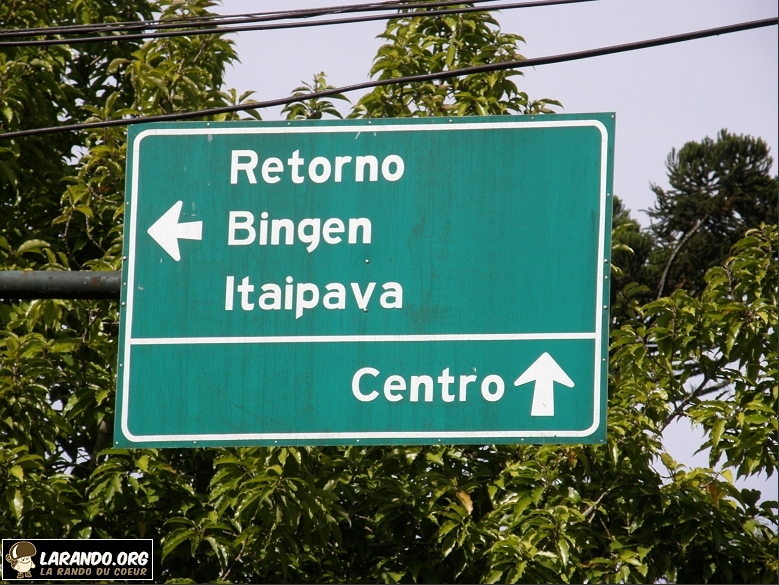 Retorno
Bingen
Itaipava
Centro
LARANDO.ORG
LA RANDO DU COEUR